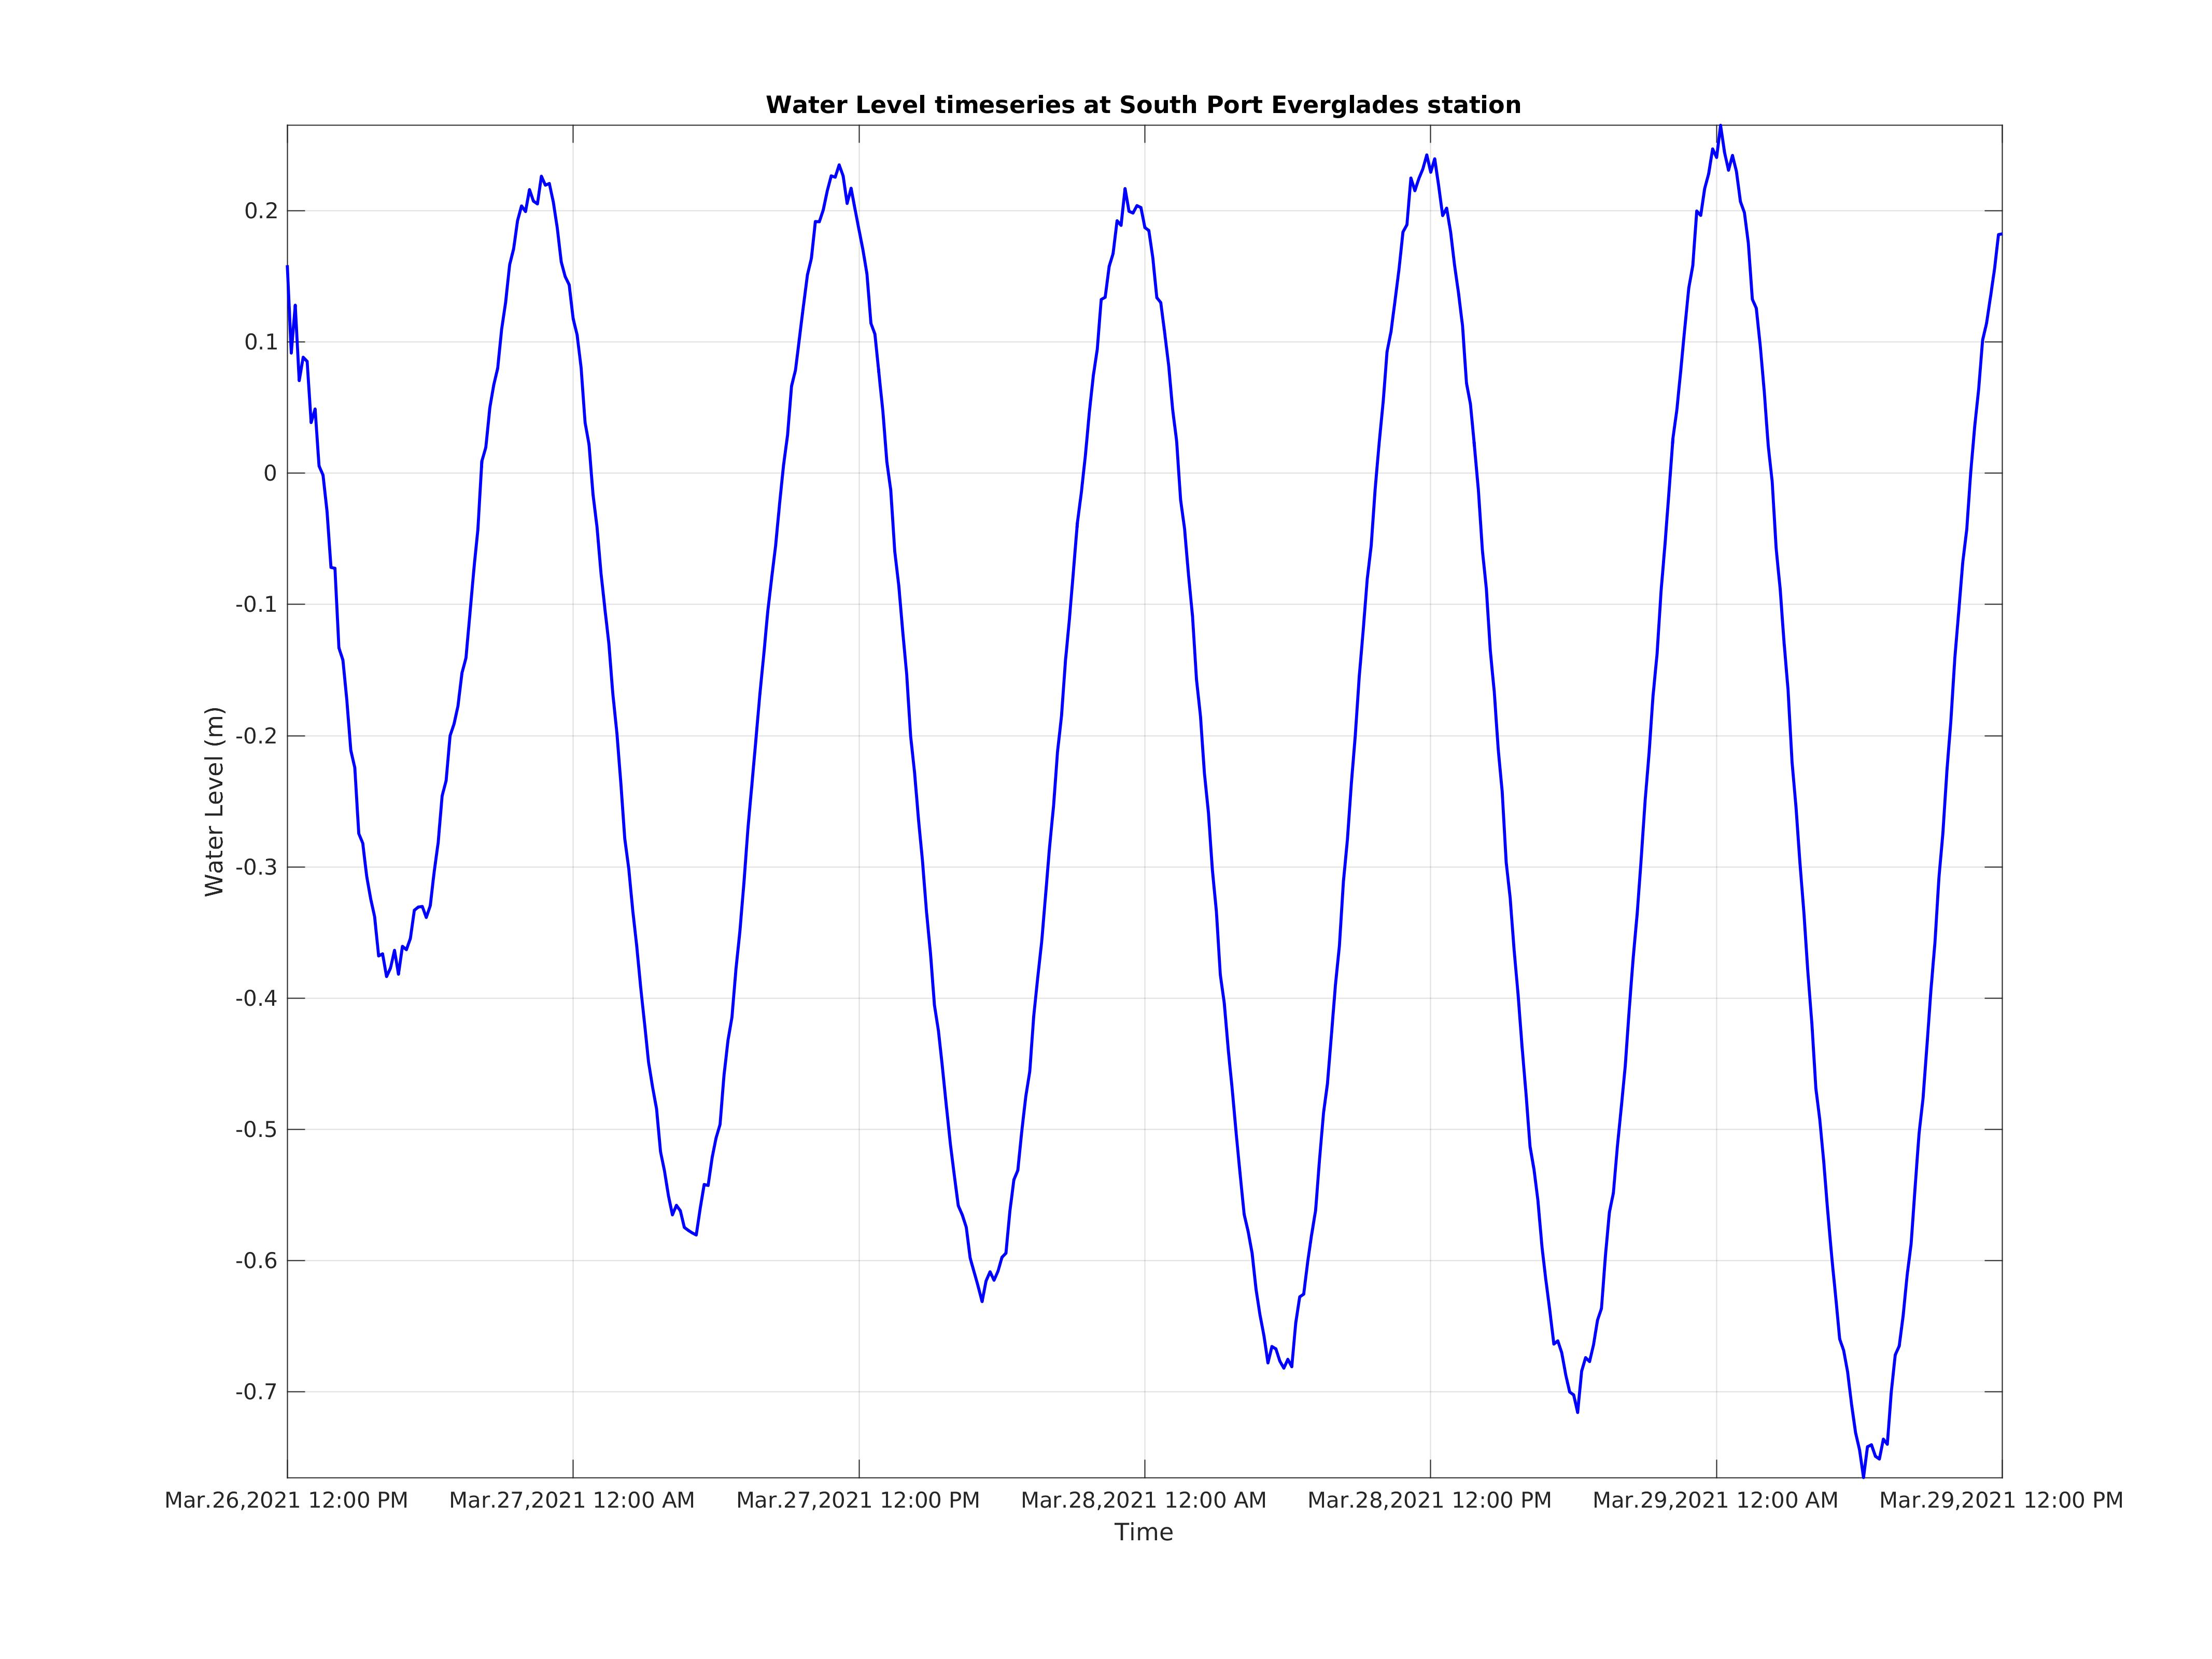 Water Level timeseries at South Port Everglades station
0.2
0.1
0
-0.1
-0.2
-0.3
-0.4
-0.5
-0.6
-0.7
Water Level (m)
Mar.26,2021 12:00 PM Mar.27,2021 12:00 AM Mar.27,2021 12:00 PM Mar.28,2021 12:00 AM Mar.28,2021 12:00 PM Mar.29,2021 12:00 AM Mar.29,2021 12:00 PM
Time